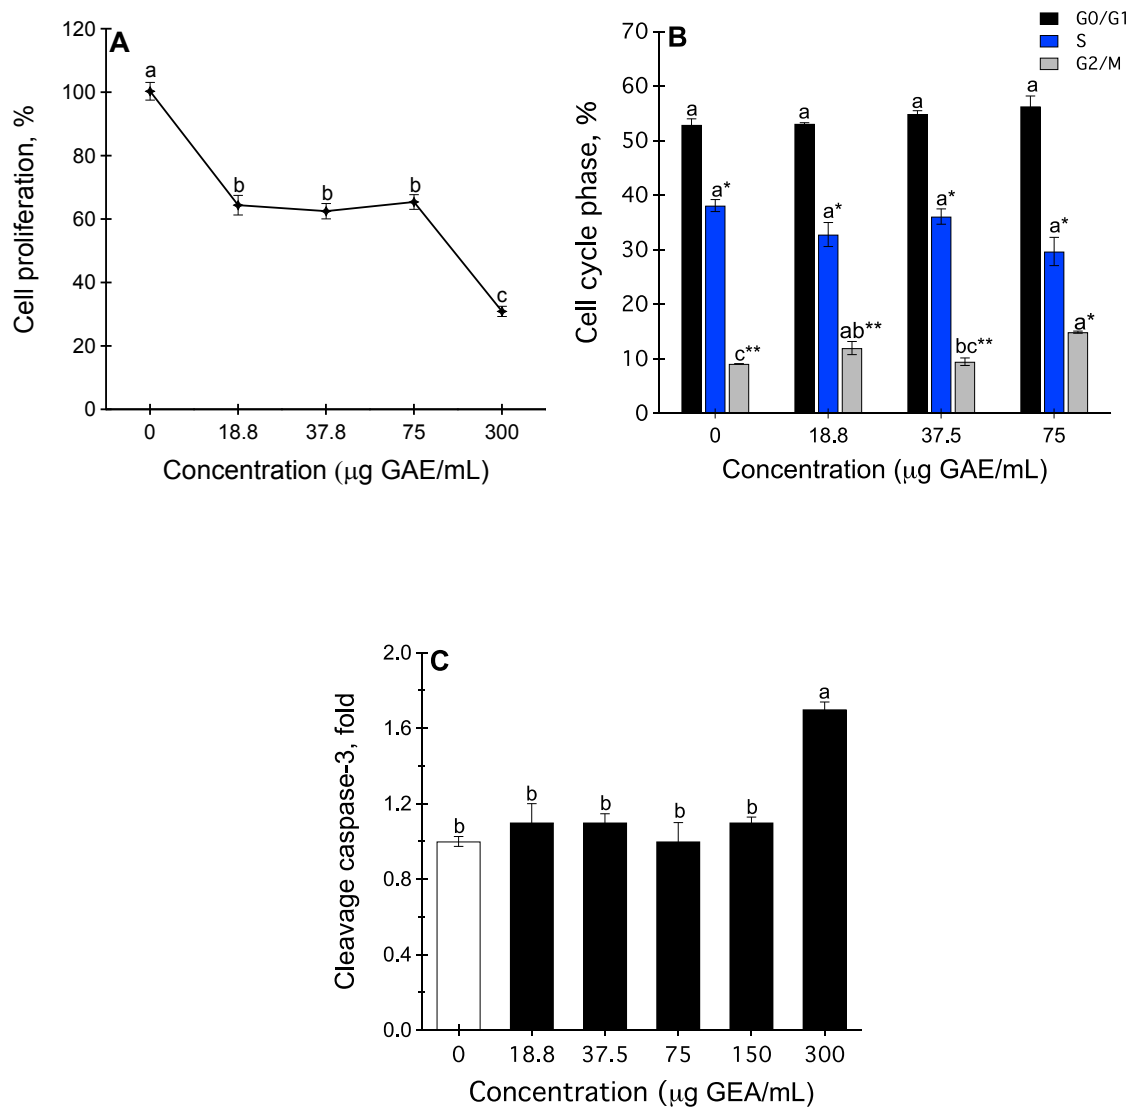 A
Cell proliferation, %
120
100
80
60
40
20
0
a
b
b
b
c
0 18.8 37.8 75 300
Concentration (μg GAE/mL)
B
G0/G1
S
G2/M
Cell cycle phase, %
70
60
50
40
30
20
10
0
a a a a
a* a* a* a*
c** ab** bc** a*
0 18.8 37.5 75
Concentration (μg GAE/mL)
C
Cleavage caspase-3, fold
2.0
1.6
1.2
0.8
0.4
0.0
b b b b b a
0 18.8 37.5 75 150 300
Concentration (μg GEA/mL)